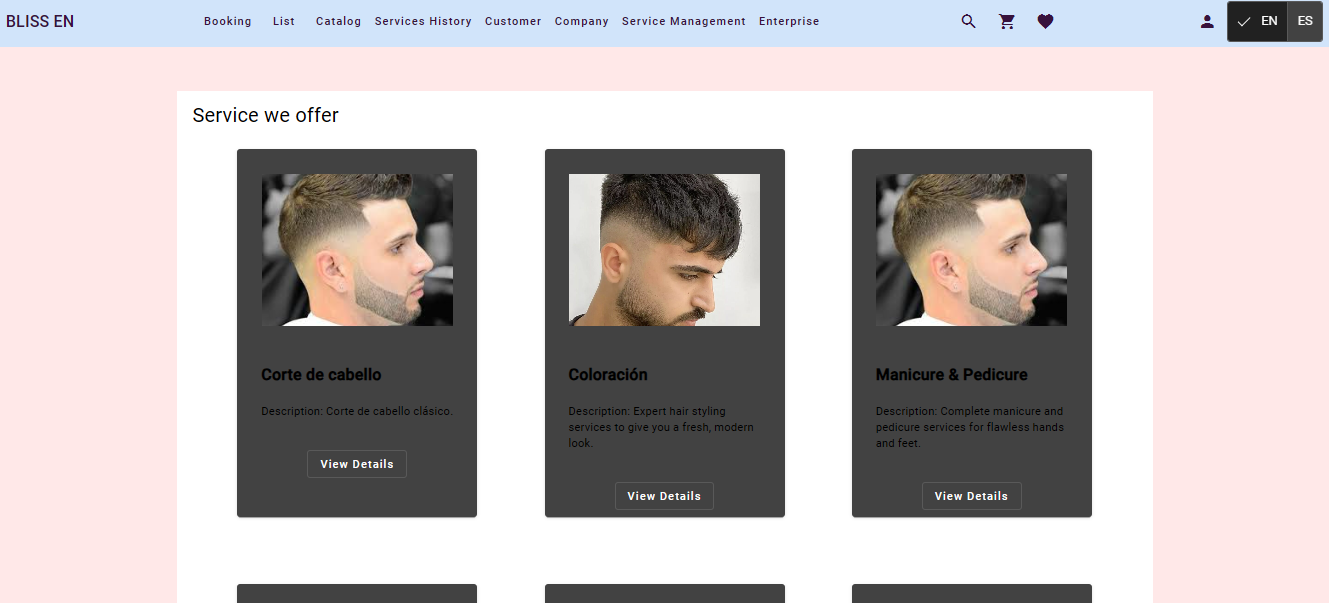 BLISS EN
Booking List Catalog Services History Customer Company Service Management Enterprise
EN ES
Service we offer
Corte de cabello
Description: Corte de cabello clásico.
View Details
Coloración
Description: Expert hair styling
services to give you a fresh, modern
look.
View Details
Manicure & Pedicure
Description: Complete manicure and
pedicure services for flawless hands
and feet.
View Details